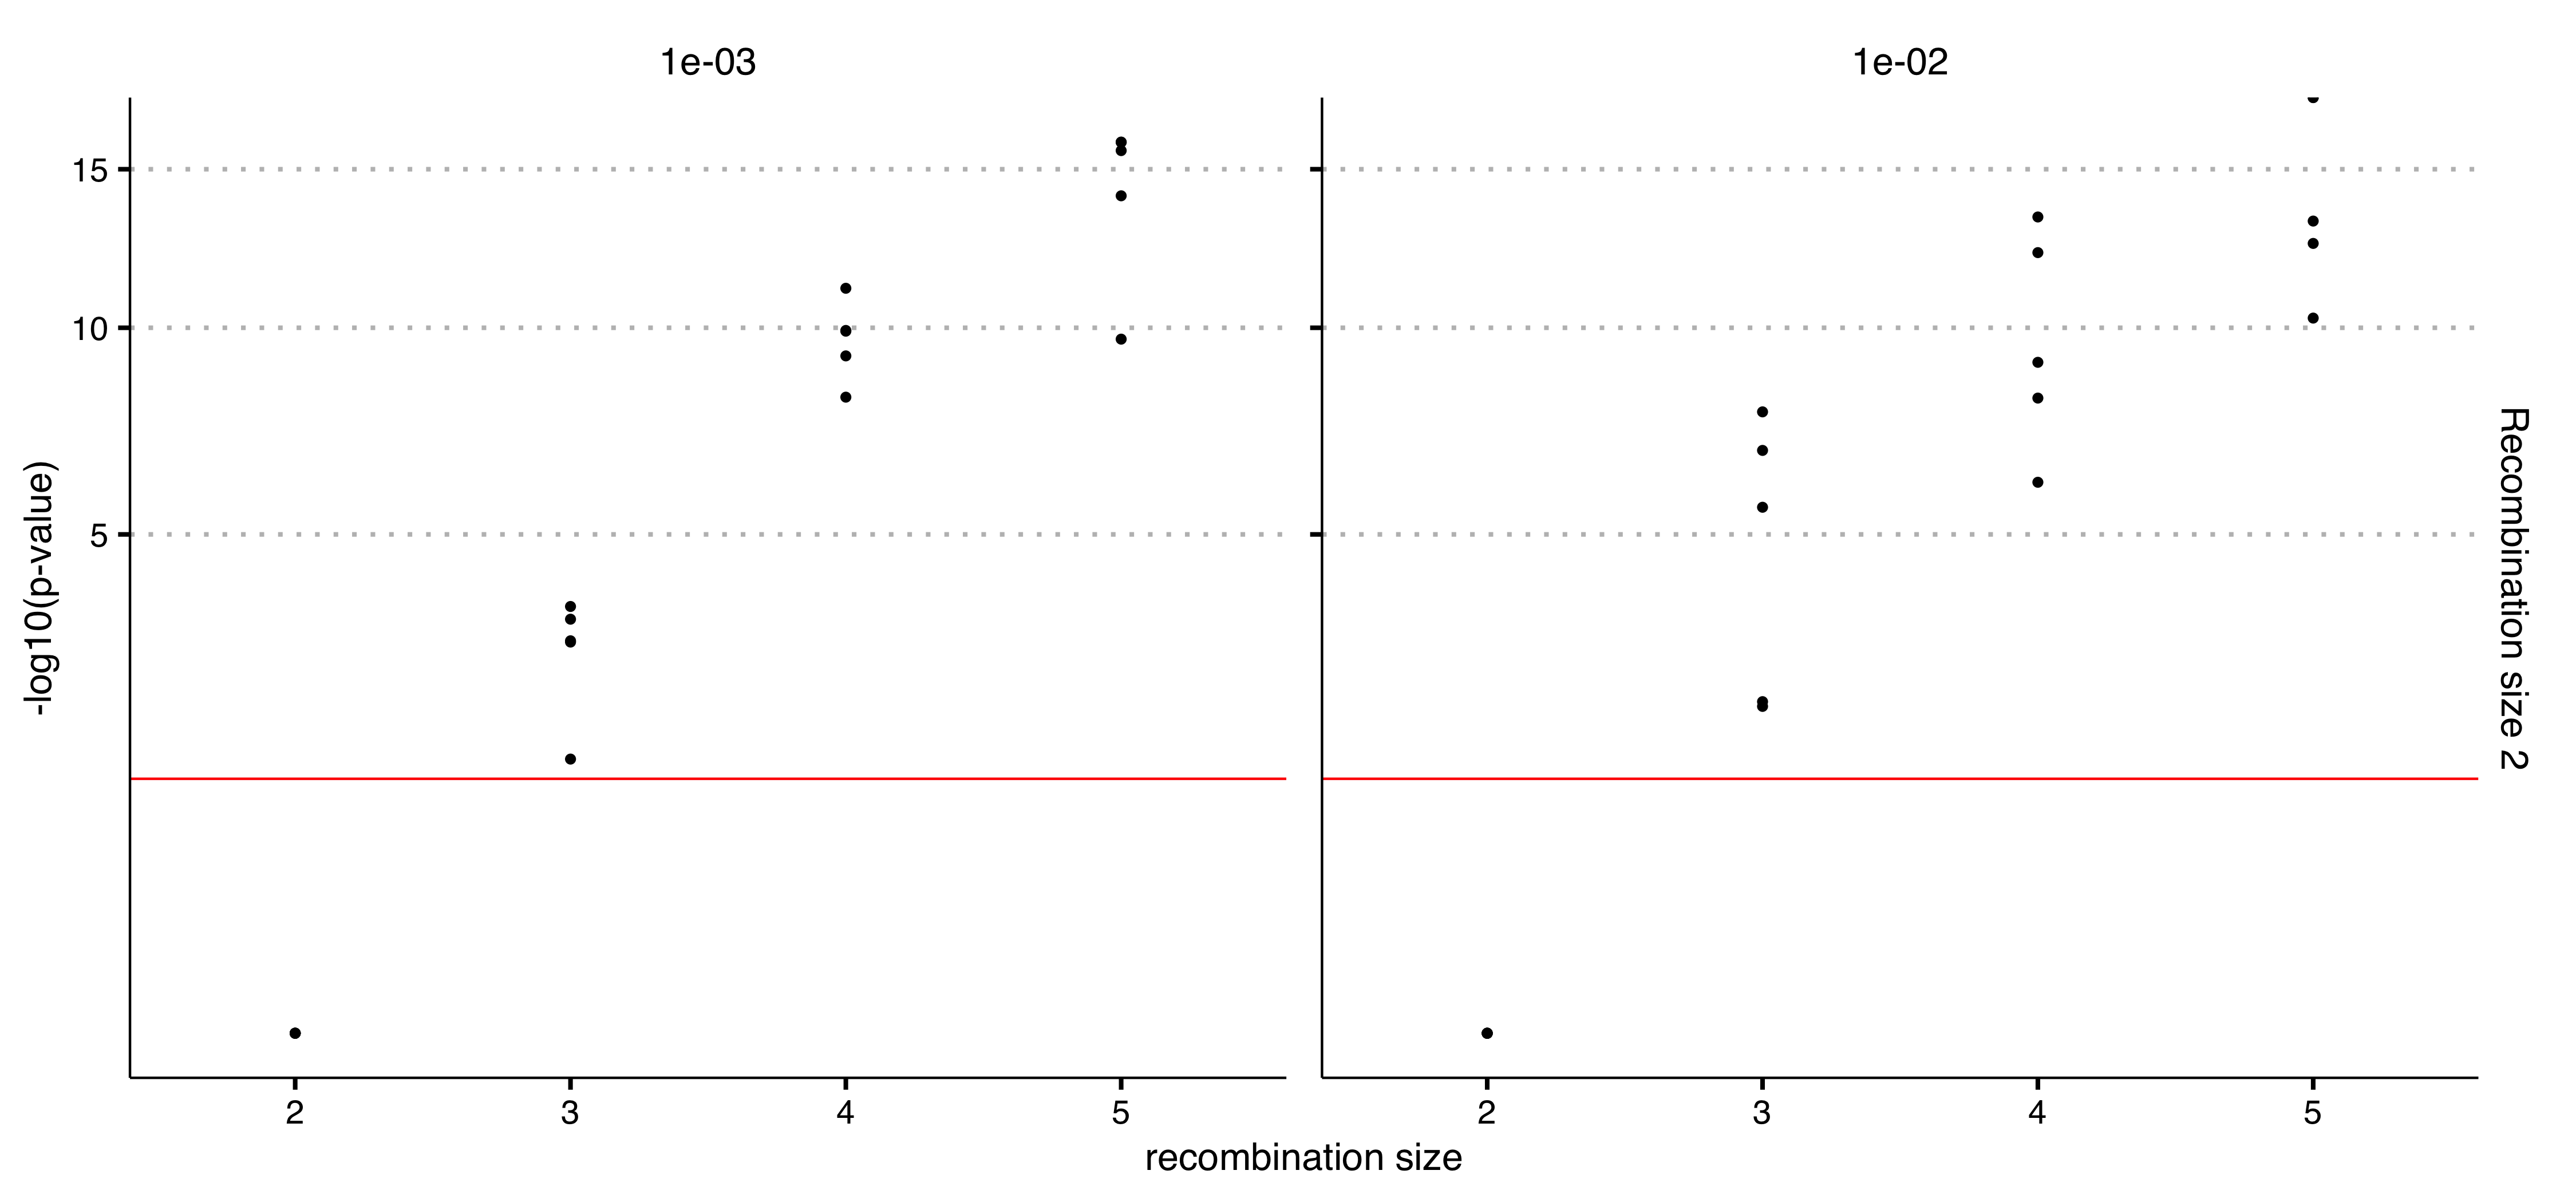 1e-03
1e-02
15
10
5
-log10(p-value)
Recombination size 2
2
3
4
5
2
3
4
5
recombination size